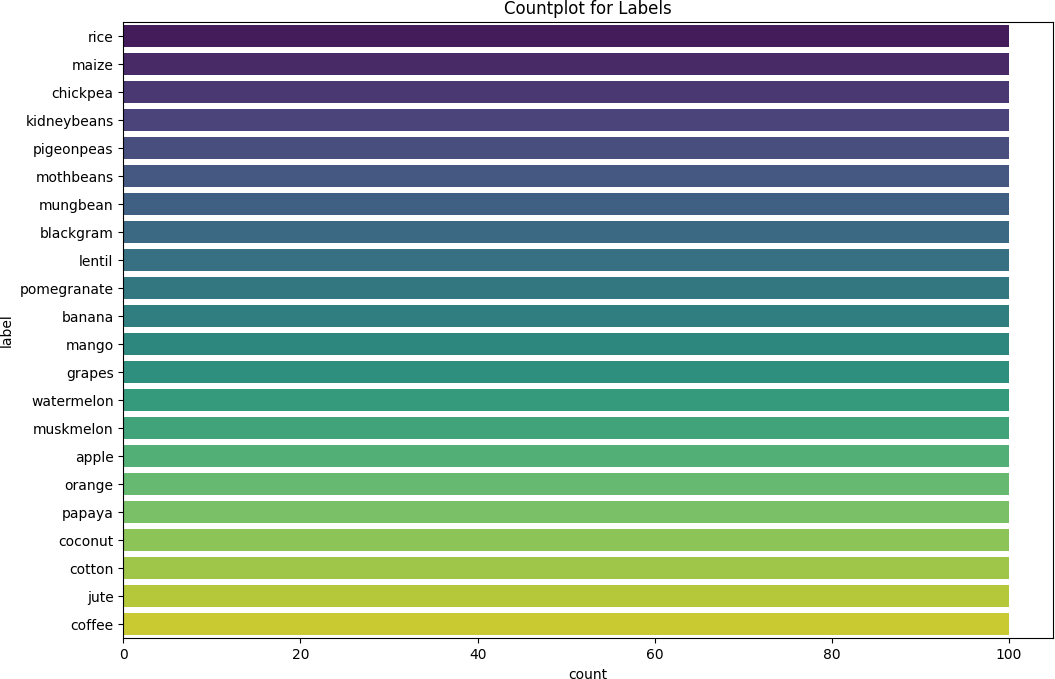 Countplot for Labels
rice
maize
chickpea
kidneybeans
pigeonpeas
mothbeans
mungbean
blackgram
lentil
pomegranate
banana
mango
grapes
watermelon
muskmelon
apple
orange
papaya
coconut
cotton
jute
coffee
label
0 20 40 60 80 100
count